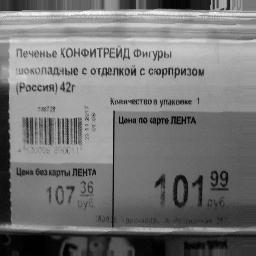 Печенье КОНФИТРЕЙД Фигуры
шоколадные с отделкой с сюрпризом
(Россия) 42г
Количество в упаковке 1
Цена по карте ЛЕНТА
Цена без карты ЛЕНТА
107 36
руб.
101 99
руб.